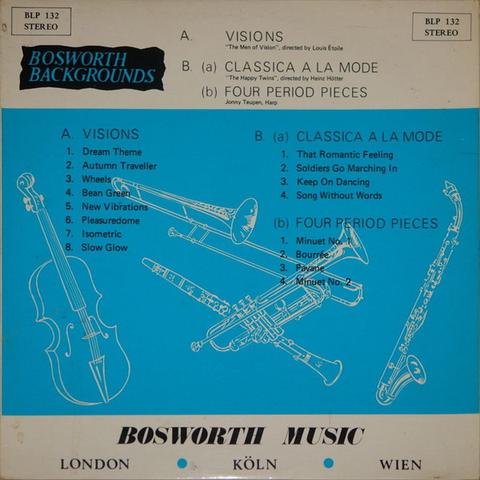 BLP 132
STEREO
BLP 132
STEREO
BOSWORTH
BACKGROUNDS
A. VISIONS
"The Men of Vision", directed by Louis Étoile
B. (a) CLASSICA A LA MODE
"The Happy Twins", directed by Heinz Hötter
(b) FOUR PERIOD PIECES
Jonny Teupen, Harp
A. VISIONS
1. Dream Theme
2. Autumn Traveller
3. Wheels
4. Bean Green
5. New Vibrations
6. Pleasuredome
7. Isometric
8. Slow Glow
B. (a) CLASSICA A LA MODE
1. That Romantic Feeling
2. Soldiers Go Marching In
3. Keep On Dancing
4. Song Without Words
(b) FOUR PERIOD PIECES
1. Minuet No. 1
2. Bourrée
3. Pavane
4. Minuet No. 2
BOSWORTH MUSIC
LONDON • KÖLN • WIEN